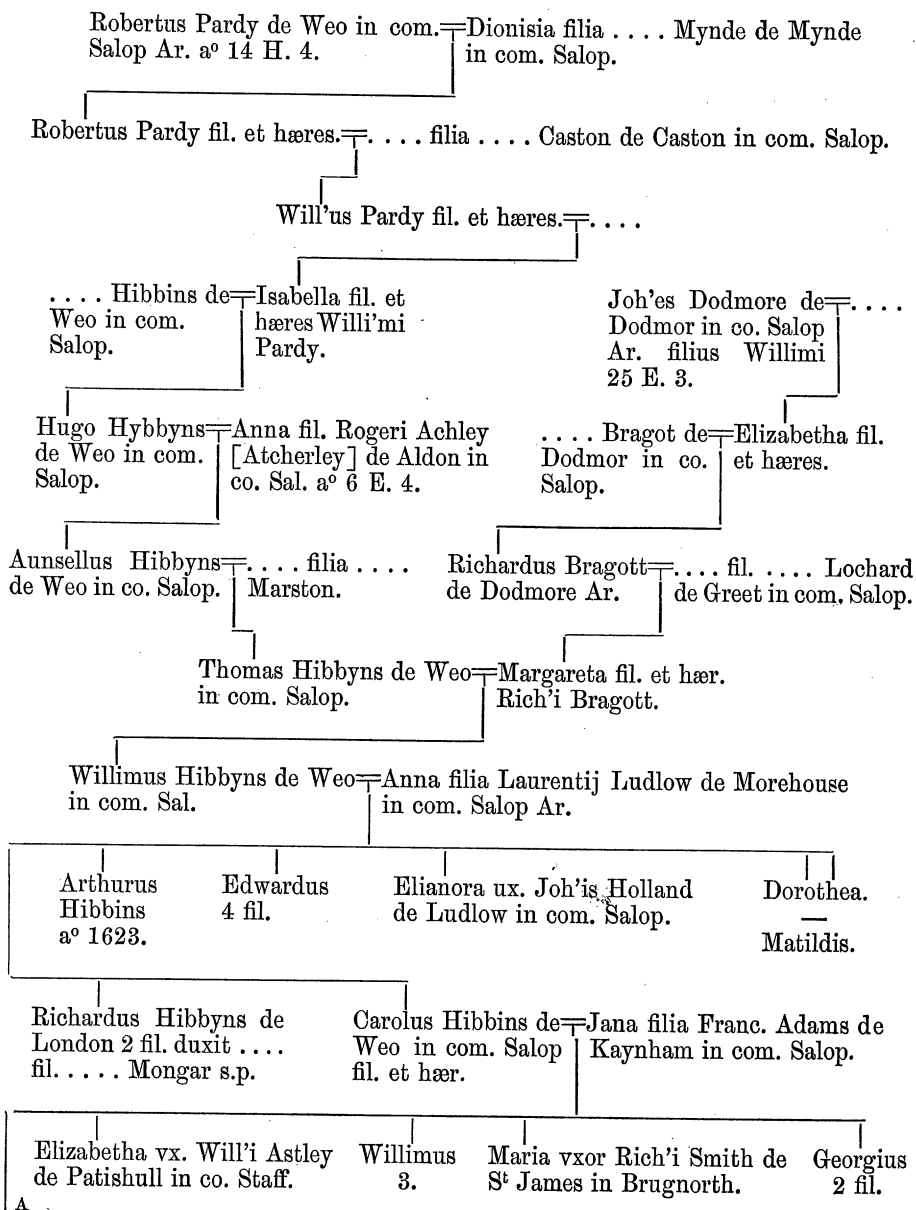 Robertus Pardy de Weo in com. Dionisia filia . . . . Mynde de Mynde
Salop Ar. aº 14 H. 4. in com. Salop.
Robertus Pardy fil. et hæres. . . . . filia . . . . Caston de Caston in com. Salop.
Will'us Pardy fil. et hæres. . . . .
. . . . Hibbins de
Weo in com.
Salop.
Isabella fil. et
hæres Willi'mi
Pardy.
Joh'es Dodmore de . . . .
Dodmor in co. Salop
Ar. filius Willimi
25 E. 3.
Hugo Hybbyns
de Weo in com.
Salop.
Anna fil. Rogeri Achley
[Atcherley] de Aldon in
co. Sal. aº 6 E. 4.
. . . . Bragot de
Dodmor in co.
Salop.
Elizabetha fil.
et hæres.
Aunsellus Hibbyns
de Weo in co. Salop.
. . . . filia . . . .
Marston.
Richardus Bragott
de Dodmore Ar.
. . . . fil. . . . . Lochard
de Greet in com. Salop.
Thomas Hibbyns de Weo
in com. Salop.
Margareta fil. et hær.
Rich'i Bragott.
Willimus Hibbyns de Weo
in com. Sal.
Anna filia Laurentij Ludlow de Morehouse
in com. Salop Ar.
Arthurus
Hibbins
aº 1623.
Edwardus
4 fil.
Elianora ux. Joh'is Holland
de Ludlow in com. Salop.
Dorothea.
—
Matildis.
Richardus Hibbyns de
London 2 fil. duxit . . . .
fil. . . . . Mongar s.p.
Carolus Hibbins de
Weo in com. Salop
fil. et hær.
Jana filia Franc. Adams de
Kaynham in com. Salop.
Elizabetha vx. Will'i Astley
de Patishull in co. Staff.
Willimus
3.
Maria vxor Rich'i Smith de
Sᵗ James in Brugnorth.
Georgius
2 fil.
A